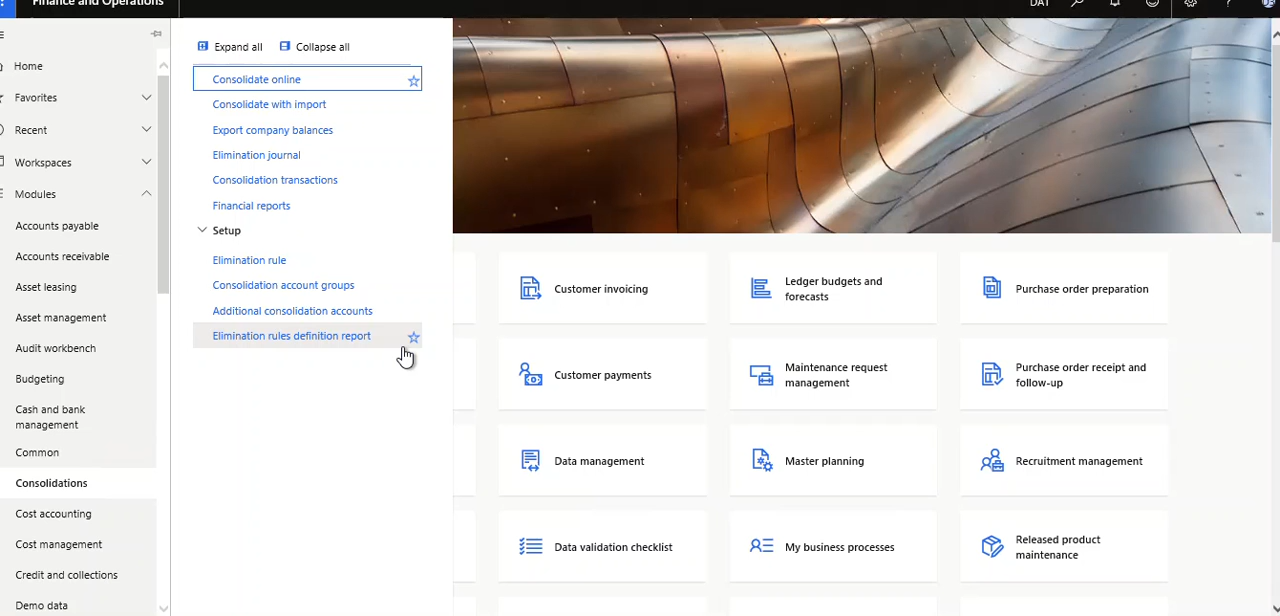 Finance and Operations
DAT
Home
Favorites
Recent
Workspaces
Modules
Accounts payable
Accounts receivable
Asset leasing
Asset management
Audit workbench
Budgeting
Cash and bank
management
Common
Consolidations
Cost accounting
Cost management
Credit and collections
Demo data
Expand all
Collapse all
Consolidate online
Consolidate with import
Export company balances
Elimination journal
Consolidation transactions
Financial reports
Setup
Elimination rule
Consolidation account groups
Additional consolidation accounts
Elimination rules definition report
Customer invoicing
Ledger budgets and
forecasts
Purchase order preparation
Customer payments
Maintenance request
management
Purchase order receipt and
follow-up
Data management
Master planning
Recruitment management
Data validation checklist
My business processes
Released product
maintenance